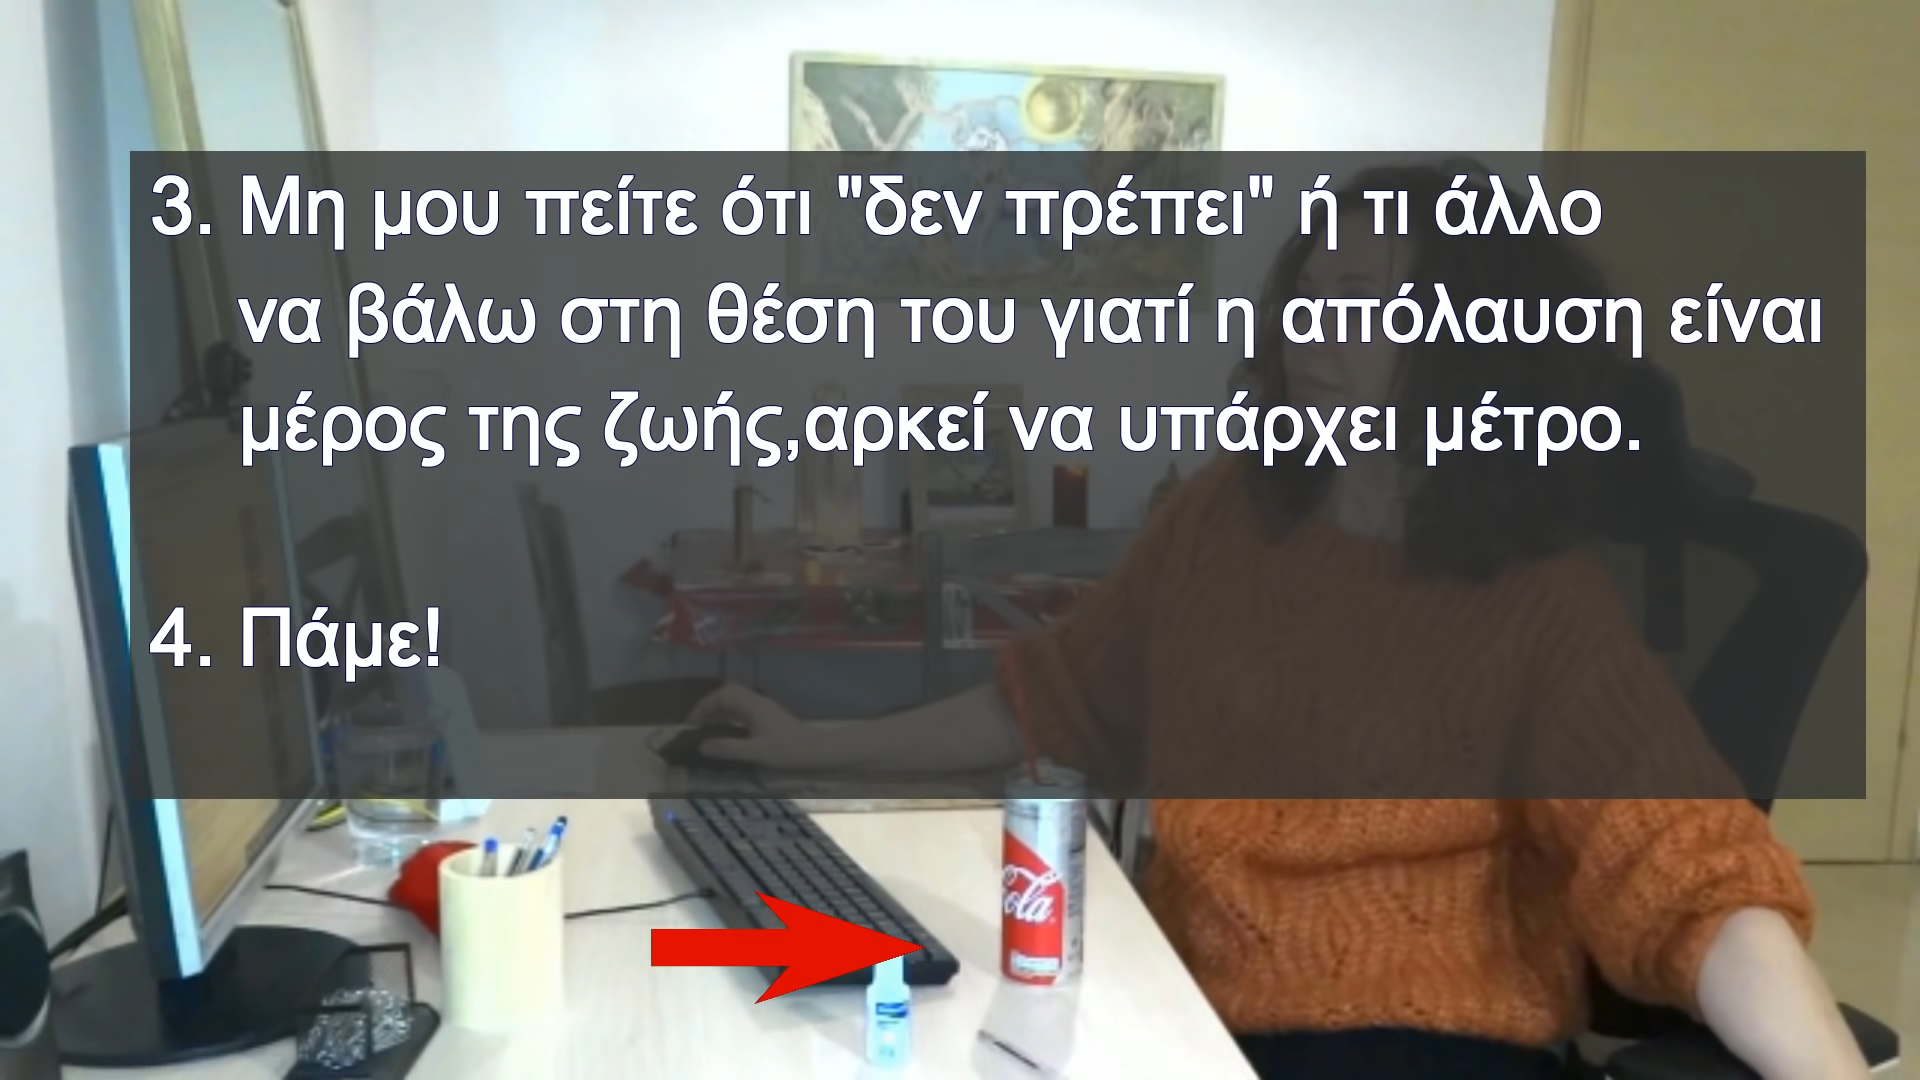 3. Μη μου πείτε ότι "δεν πρέπει" ή τι άλλο
να βάλω στη θέση του γιατί η απόλαυση είναι
μέρος της ζωής,αρκεί να υπάρχει μέτρο.
4. Πάμε!
Cola